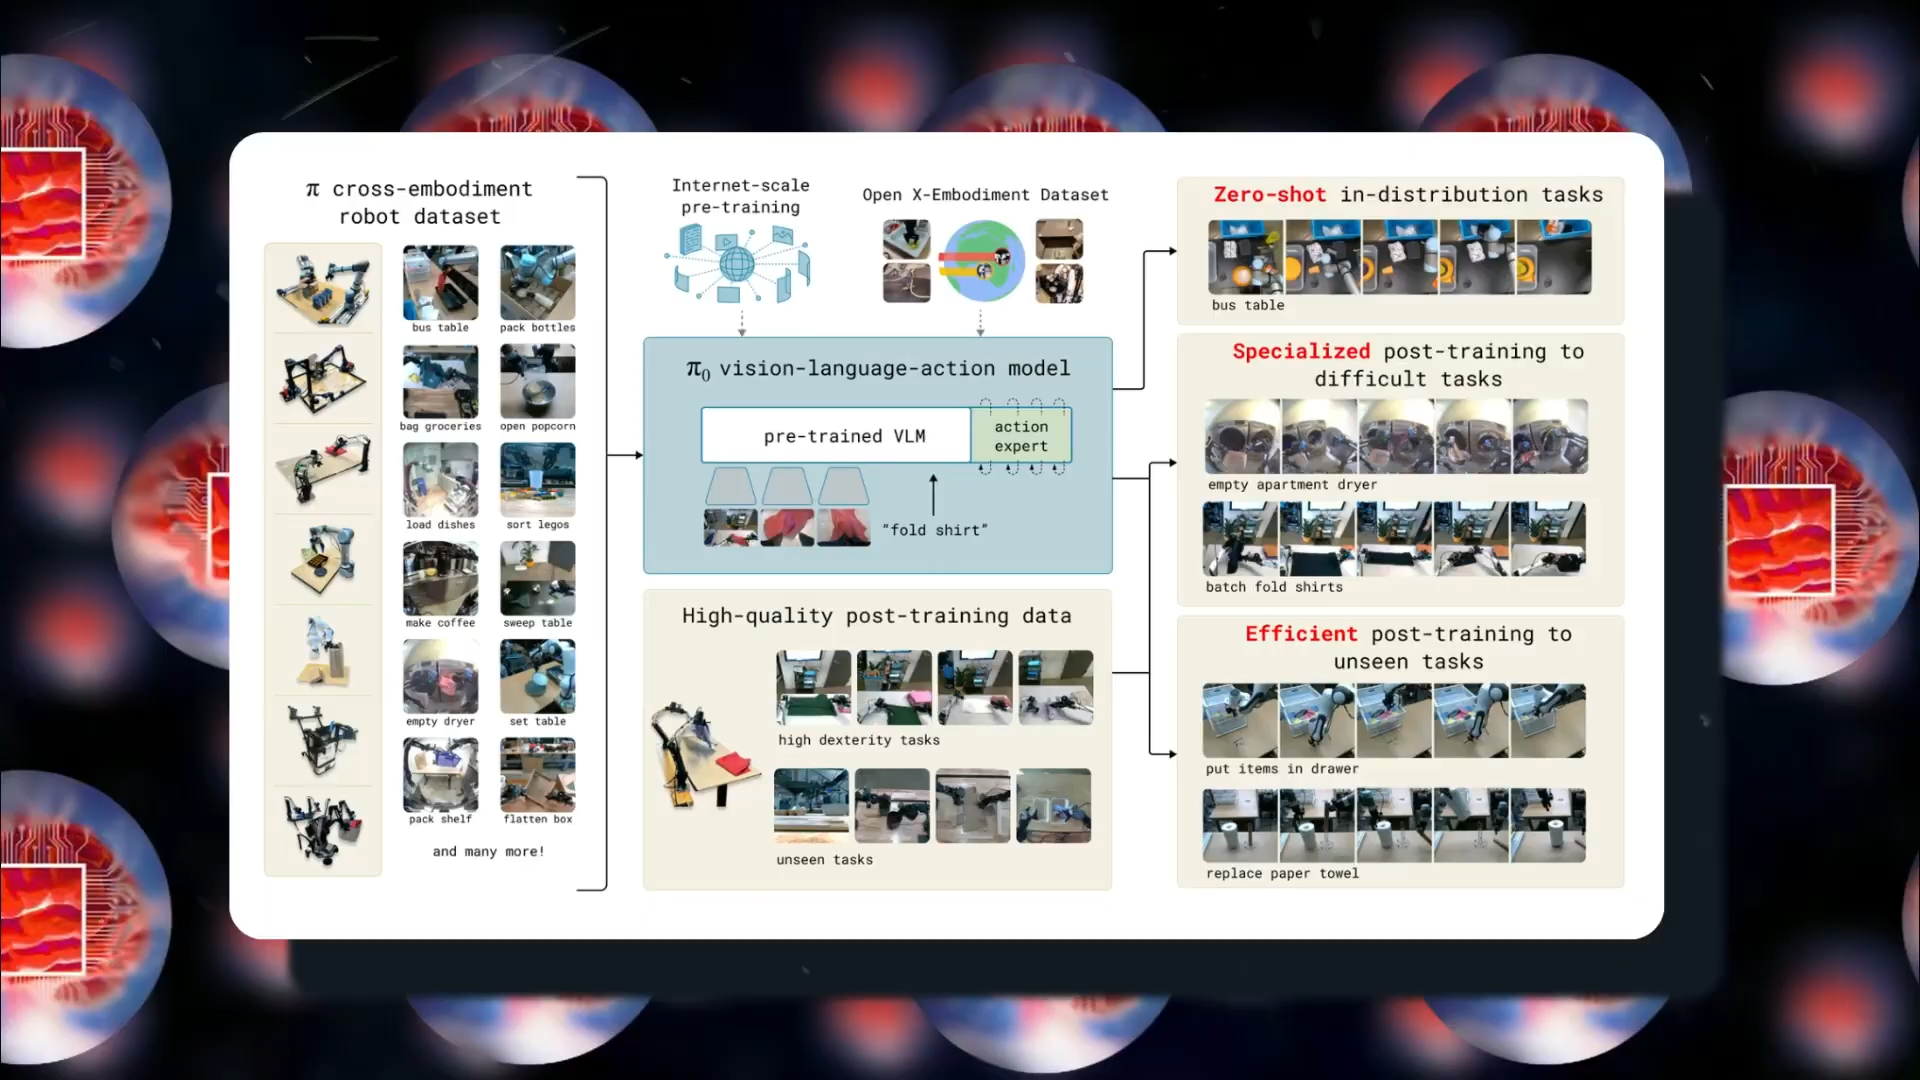 π cross-embodiment
robot dataset
bus table
pack bottles
bag groceries
open popcorn
load dishes
sort legos
make coffee
sweep table
empty dryer
set table
pack shelf
flatten box
and many more!
Internet-scale
pre-training
Open X-Embodiment Dataset
π₀ vision-language-action model
pre-trained VLM
action
expert
"fold shirt"
High-quality post-training data
high dexterity tasks
unseen tasks
Zero-shot in-distribution tasks
bus table
Specialized post-training to
difficult tasks
empty apartment dryer
batch fold shirts
Efficient post-training to
unseen tasks
put items in drawer
replace paper towel